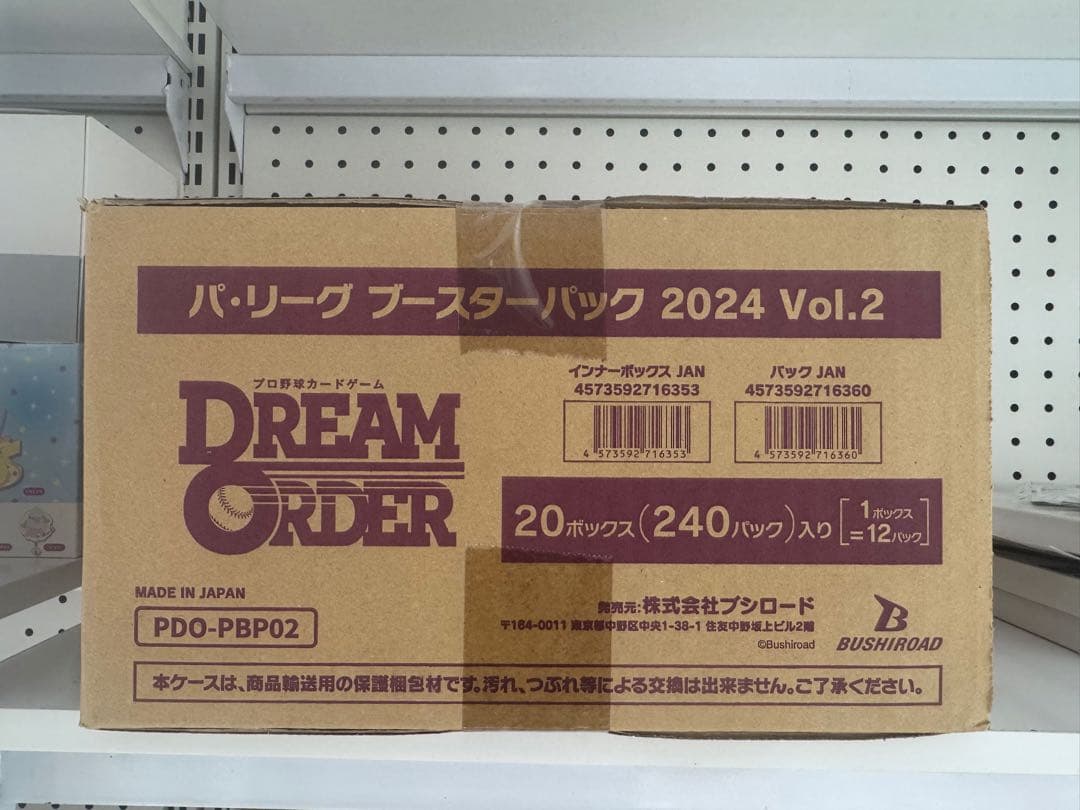 パ・リーグ ブースターパック 2024 Vol.2
プロ野球カードゲーム
DREAM
ORDER
インナーボックス JAN
4573592716353
4 573592 716353
パック JAN
4573592716360
4 573592 716360
20ボックス(240パック)入り [1ボックス
=12パック]
MADE IN JAPAN
PDO-PBP02
発売元:株式会社ブシロード
〒164-0011 東京都中野区中央1-38-1 住友中野坂上ビル2階
©Bushiroad
BUSHIROAD
本ケースは、商品輸送用の保護梱包材です。汚れ、つぶれ等による交換は出来ません。ご了承ください。